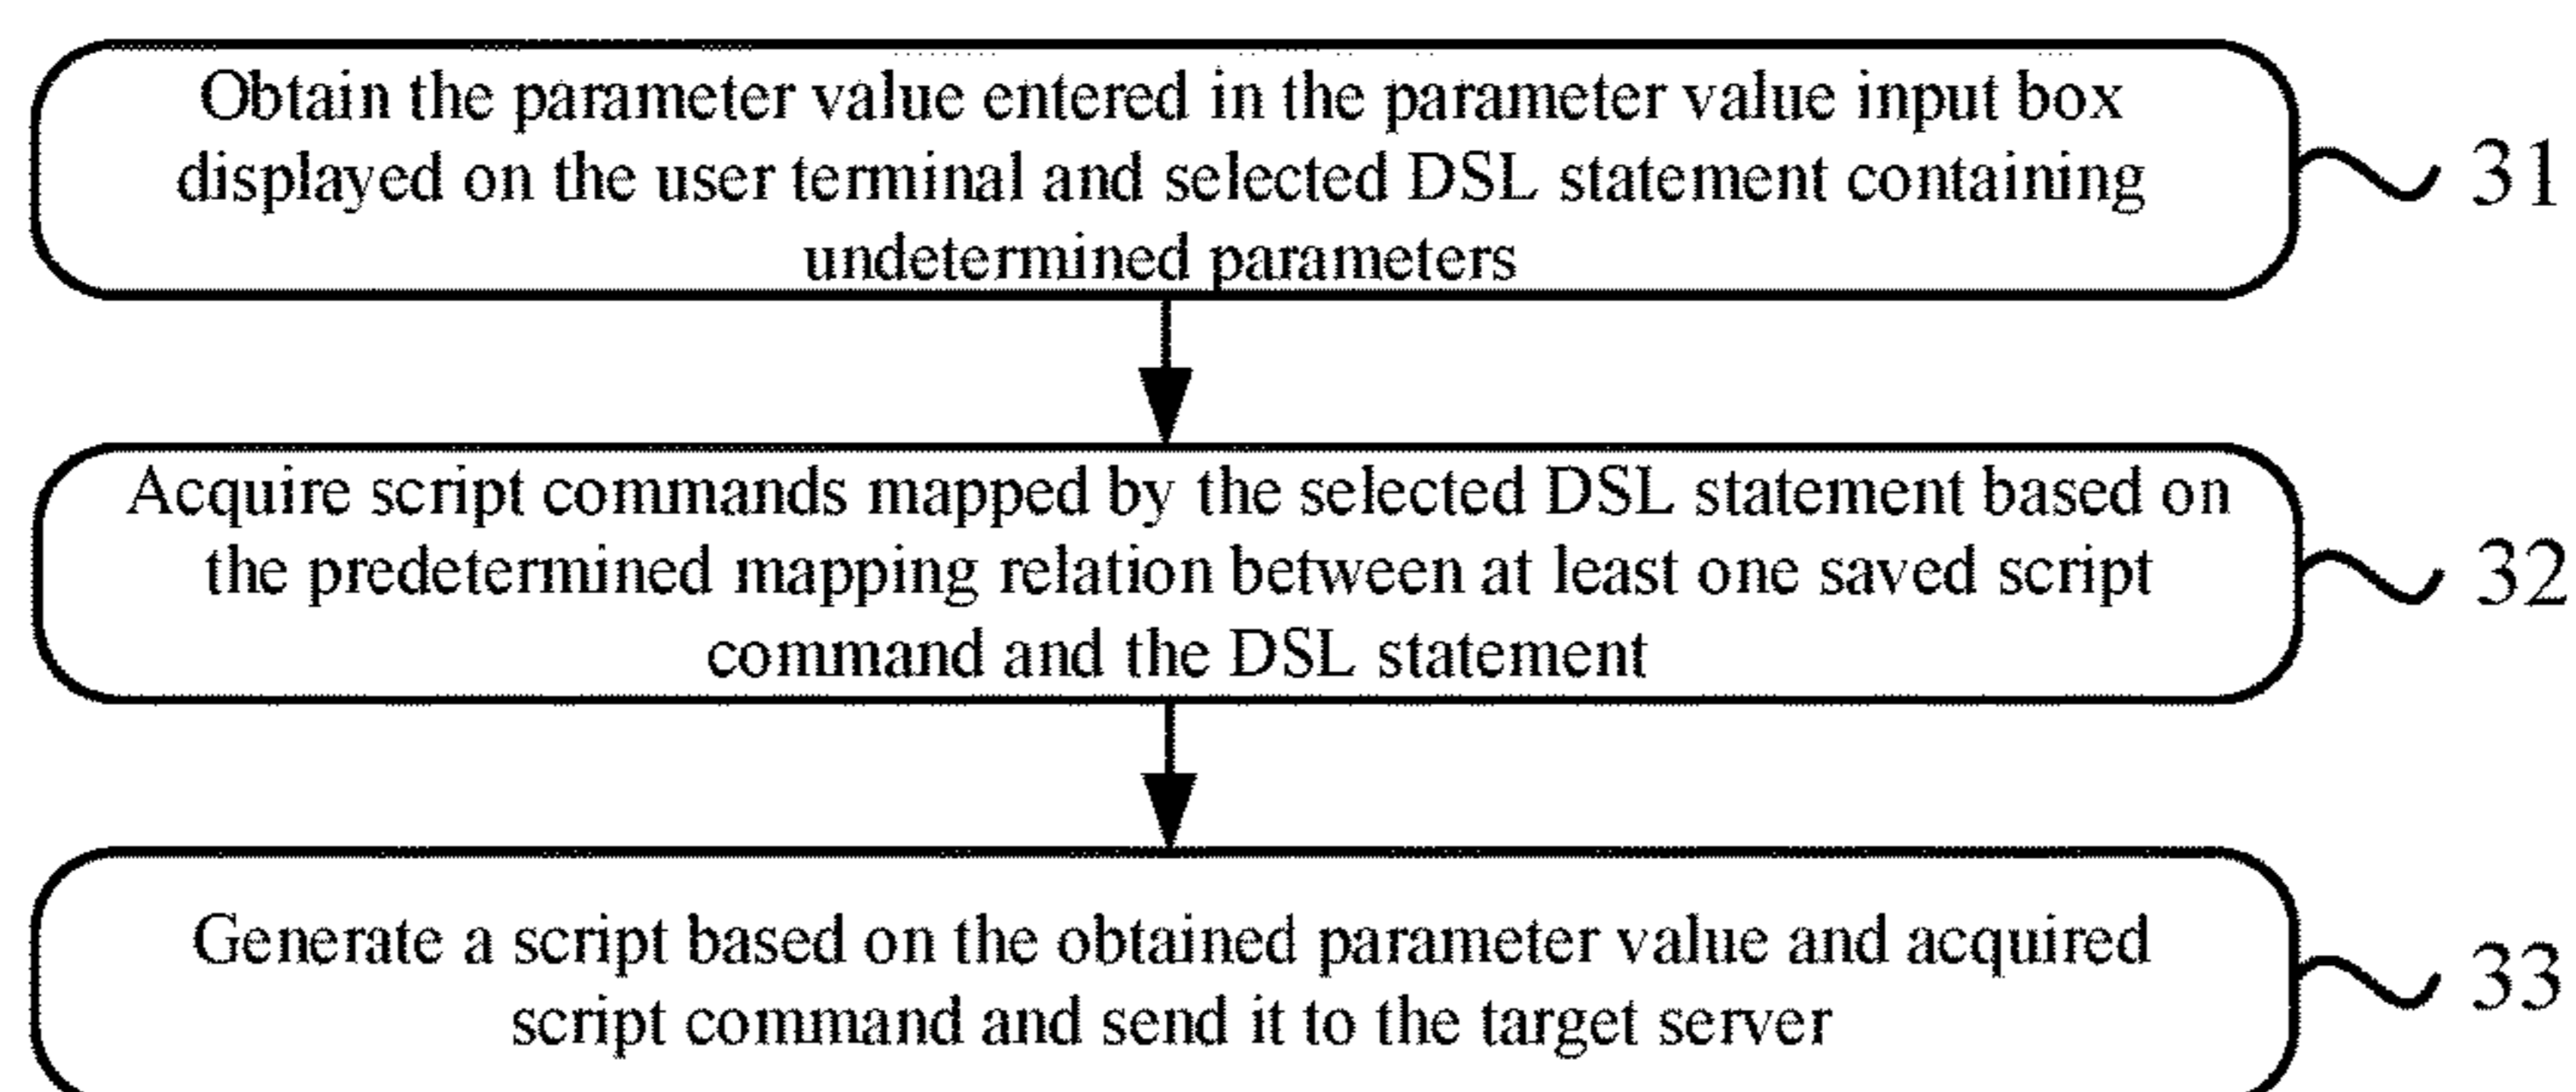 Obtain the parameter value entered in the parameter value input box
displayed on the user terminal and selected DSL statement containing
undetermined parameters
31
Acquire script commands mapped by the selected DSL statement based on
the predetermined mapping relation between at least one saved script
command and the DSL statement
32
Generate a script based on the obtained parameter value and acquired
script command and send it to the target server
33